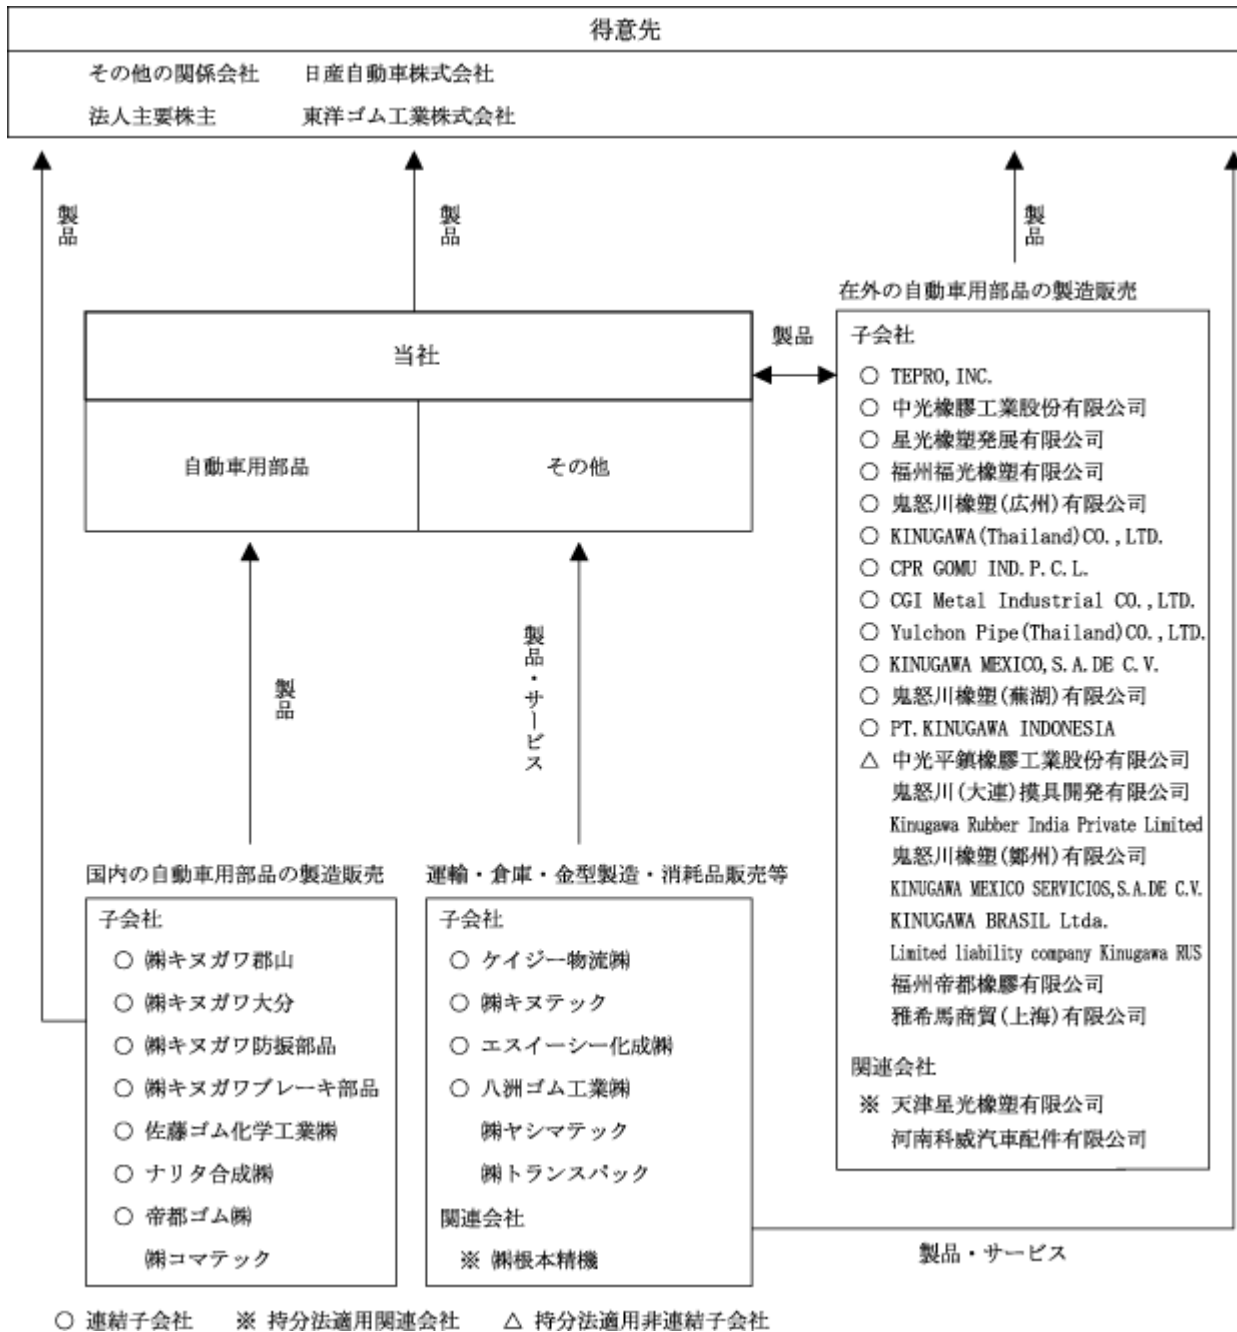 得意先
その他の関係会社 日産自動車株式会社
法人主要株主 東洋ゴム工業株式会社
製品
製品
製品
在外の自動車用部品の製造販売
当社
製品
自動車用部品
その他
子会社
○ TEPRO, INC.
○ 中光橡膠工業股份有限公司
○ 星光橡塑発展有限公司
○ 福州福光橡塑有限公司
○ 鬼怒川橡塑(広州)有限公司
○ KINUGAWA(Thailand)CO.,LTD.
○ CPR GOMU IND.P.C.L.
○ CGI Metal Industrial CO.,LTD.
○ Yulchon Pipe(Thailand)CO.,LTD.
○ KINUGAWA MEXICO,S.A.DE C.V.
○ 鬼怒川橡塑(蕪湖)有限公司
○ PT.KINUGAWA INDONESIA
△ 中光平鎮橡膠工業股份有限公司
鬼怒川(大連)摸具開発有限公司
Kinugawa Rubber India Private Limited
鬼怒川橡塑(鄭州)有限公司
KINUGAWA MEXICO SERVICIOS,S.A.DE C.V.
KINUGAWA BRASIL Ltda.
Limited liability company Kinugawa RUS
福州帝都橡膠有限公司
雅希馬商貿(上海)有限公司
関連会社
※ 天津星光橡塑有限公司
河南科威汽車配件有限公司
製品
製品・サービス
国内の自動車用部品の製造販売
子会社
○ ㈱キヌガワ郡山
○ ㈱キヌガワ大分
○ ㈱キヌガワ防振部品
○ ㈱キヌガワブレーキ部品
○ 佐藤ゴム化学工業㈱
○ ナリタ合成㈱
○ 帝都ゴム㈱
㈱コマテック
運輸・倉庫・金型製造・消耗品販売等
子会社
○ ケイジー物流㈱
○ ㈱キヌテック
○ エスイーシー化成㈱
○ 八洲ゴム工業㈱
㈱ヤシマテック
㈱トランスパック
関連会社
※ ㈱根本精機
製品・サービス
○ 連結子会社 ※ 持分法適用関連会社 △ 持分法適用非連結子会社